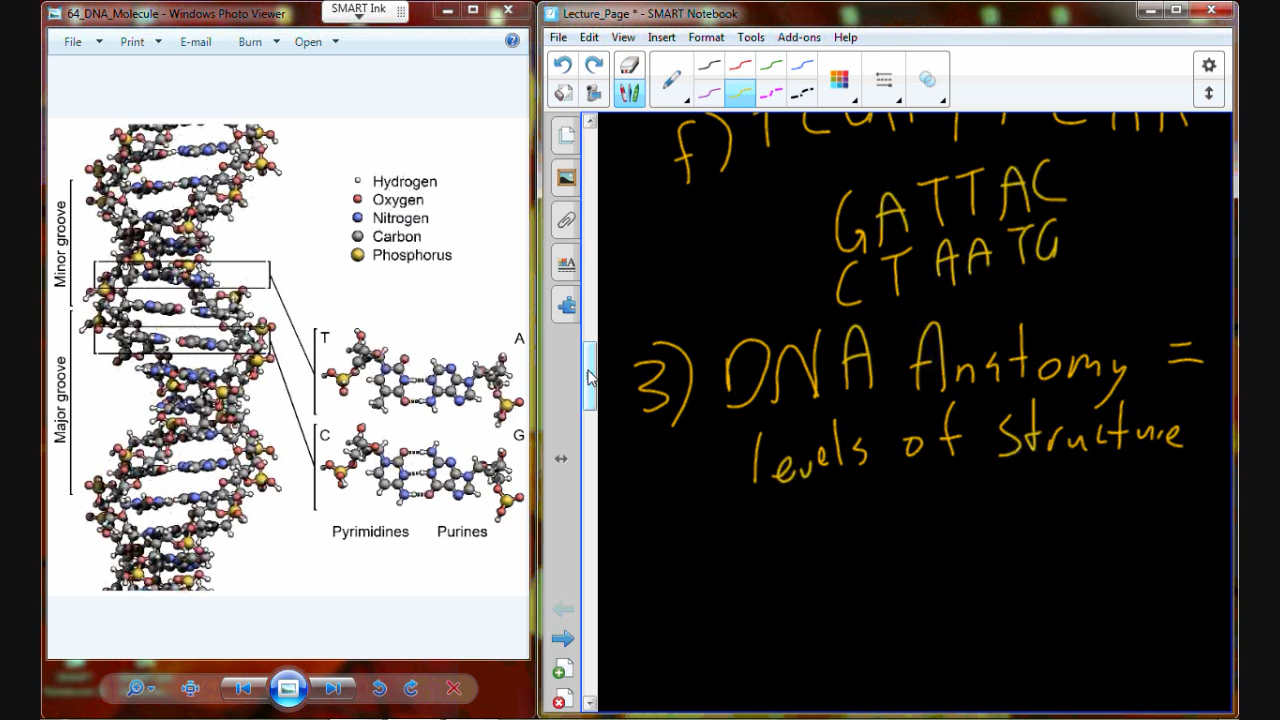 64_DNA_Molecule - Windows Photo Viewer
SMART Ink
File Print E-mail Burn Open
Minor groove
Major groove
Hydrogen
Oxygen
Nitrogen
Carbon
Phosphorus
T A
C G
Pyrimidines Purines
Lecture_Page * - SMART Notebook
File Edit View Insert Format Tools Add-ons Help
f)
GATTAC
CTAATG
3) DNA Anatomy =
levels of Structure